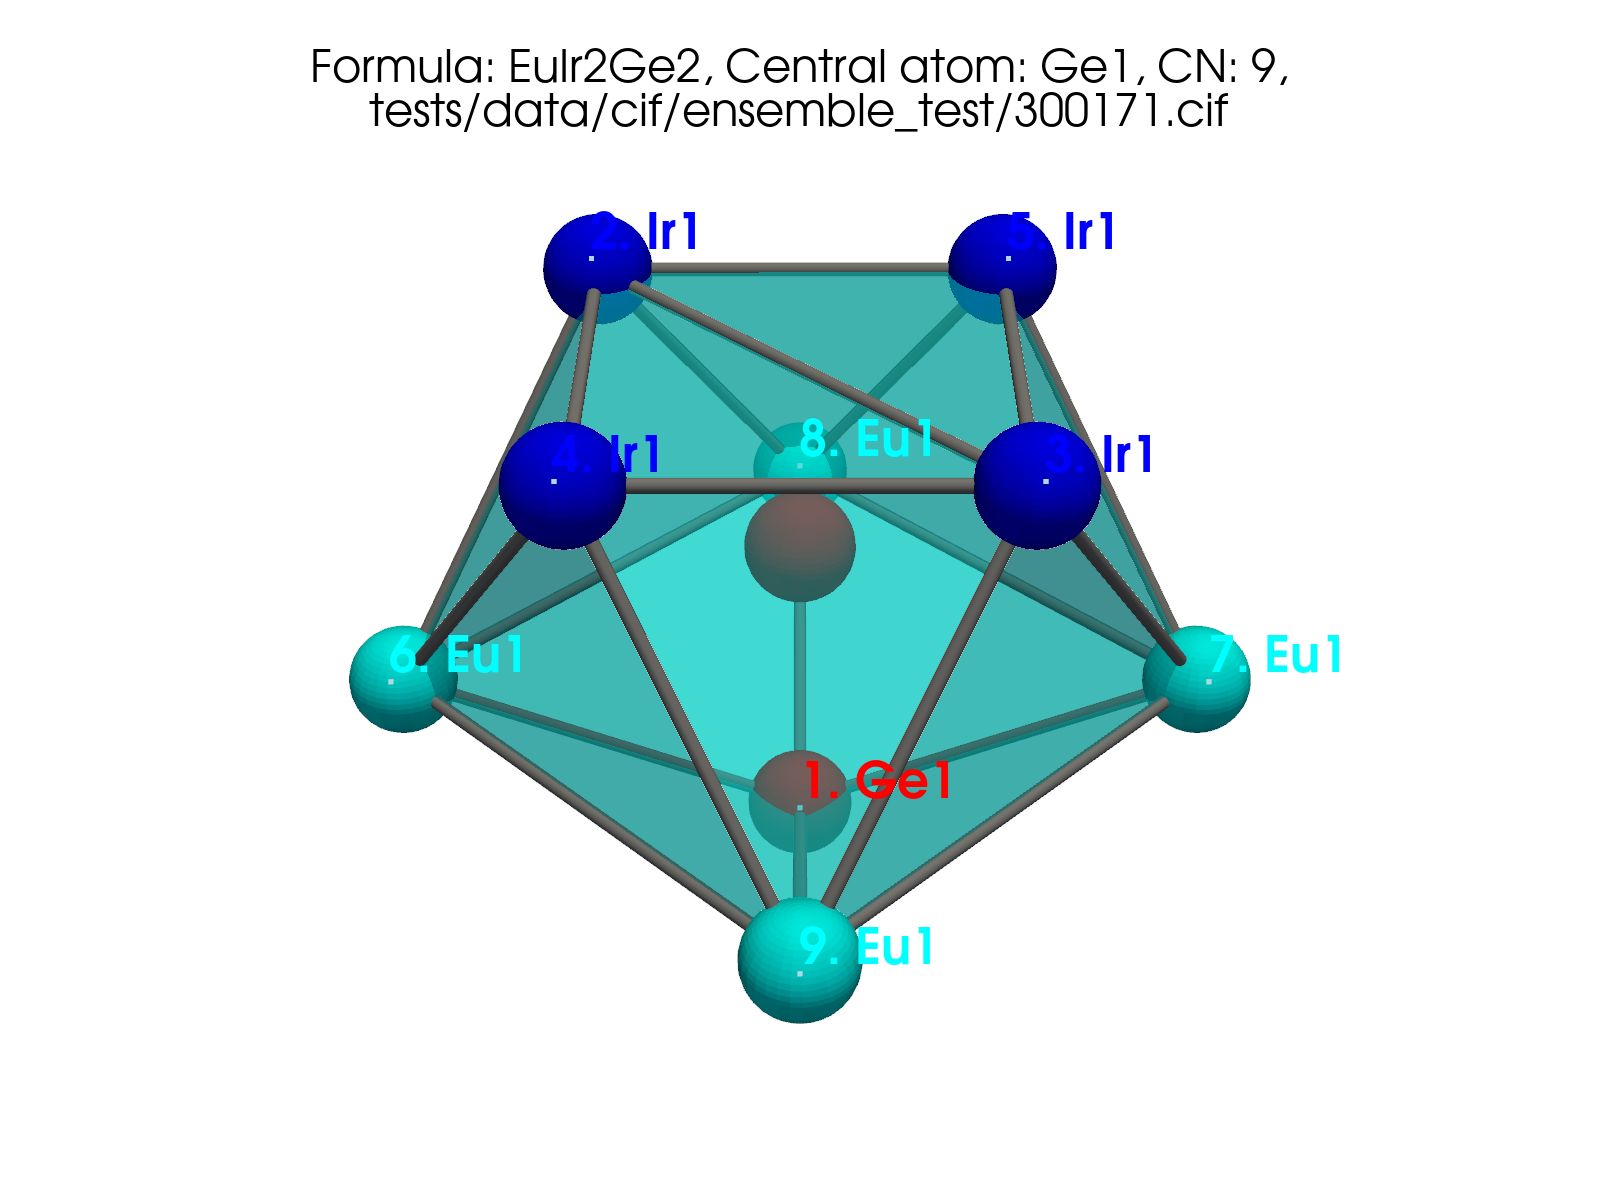 Formula: EuIr2Ge2, Central atom: Ge1, CN: 9,
tests/data/cif/ensemble_test/300171.cif
2. Ir1
5. Ir1
8. Eu1
4. Ir1
3. Ir1
6. Eu1
7. Eu1
1. Ge1
9. Eu1